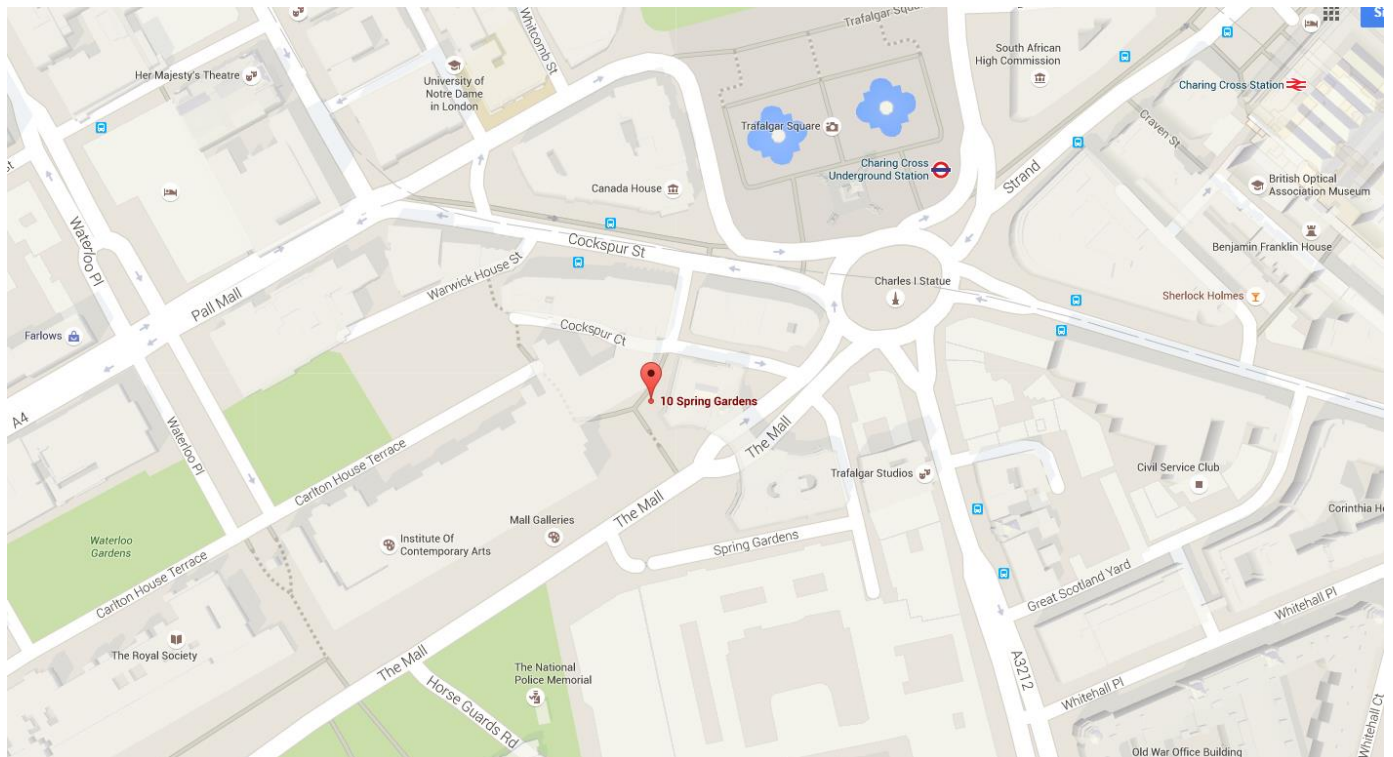 Trafalgar Squar
Whitcomb St
South African
High Commission
Her Majesty's Theatre
University of
Notre Dame
in London
Charing Cross Station
Trafalgar Square
Craven St
Charing Cross
Underground Station
Strand
British Optical
Association Museum
Canada House
Waterloo Pl
Cockspur St
Benjamin Franklin House
Warwick House St
Charles I Statue
Sherlock Holmes
Pall Mall
Farlows
Cockspur Ct
10 Spring Gardens
A4
The Mall
Waterloo Pl
Carlton House Terrace
Trafalgar Studios
Civil Service Club
The Mall
Mall Galleries
Corinthia H
Waterloo
Gardens
Institute Of
Contemporary Arts
Spring Gardens
Carlton House Terrace
Great Scotland Yard
Whitehall Pl
The Royal Society
The Mall
The National
Police Memorial
A3212
Horse Guards Rd
Whitehall Pl
Whitehall Ct
Old War Office Building